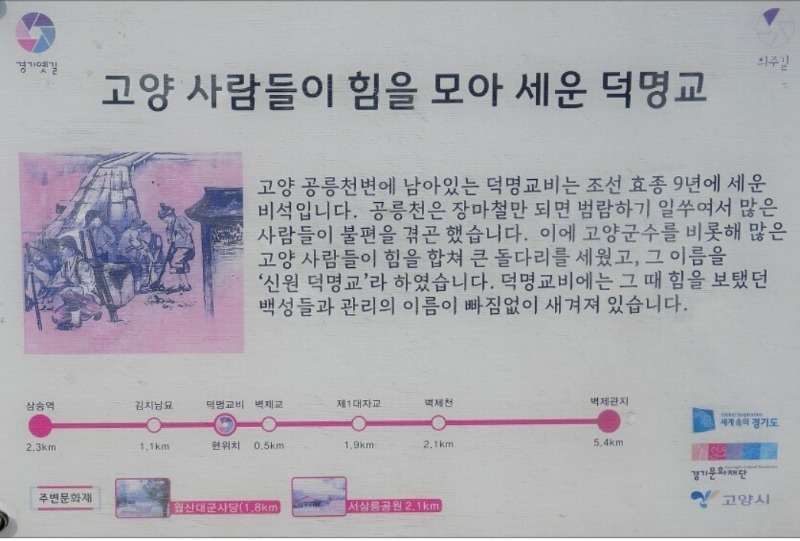 경기옛길
의주길
고양 사람들이 힘을 모아 세운 덕명교
고양 공릉천변에 남아있는 덕명교비는 조선 효종 9년에 세운
비석입니다. 공릉천은 장마철만 되면 범람하기 일쑤여서 많은
사람들이 불편을 겪곤 했습니다. 이에 고양군수를 비롯해 많은
고양 사람들이 힘을 합쳐 큰 돌다리를 세웠고, 그 이름을
‘신원 덕명교’라 하였습니다. 덕명교비에는 그 때 힘을 보탰던
백성들과 관리의 이름이 빠짐없이 새겨져 있습니다.
삼송역 김지남묘 덕명교비 벽제교 제1대자교 벽제천 벽제관지
2.3km 1.1km 현위치 0.5km 1.9km 2.1km 5.4km
Global Inspiration
세계 속의 경기도
경기문화재단
고양시
주변문화재
월산대군사당(1.8km
서삼릉공원 2.1km